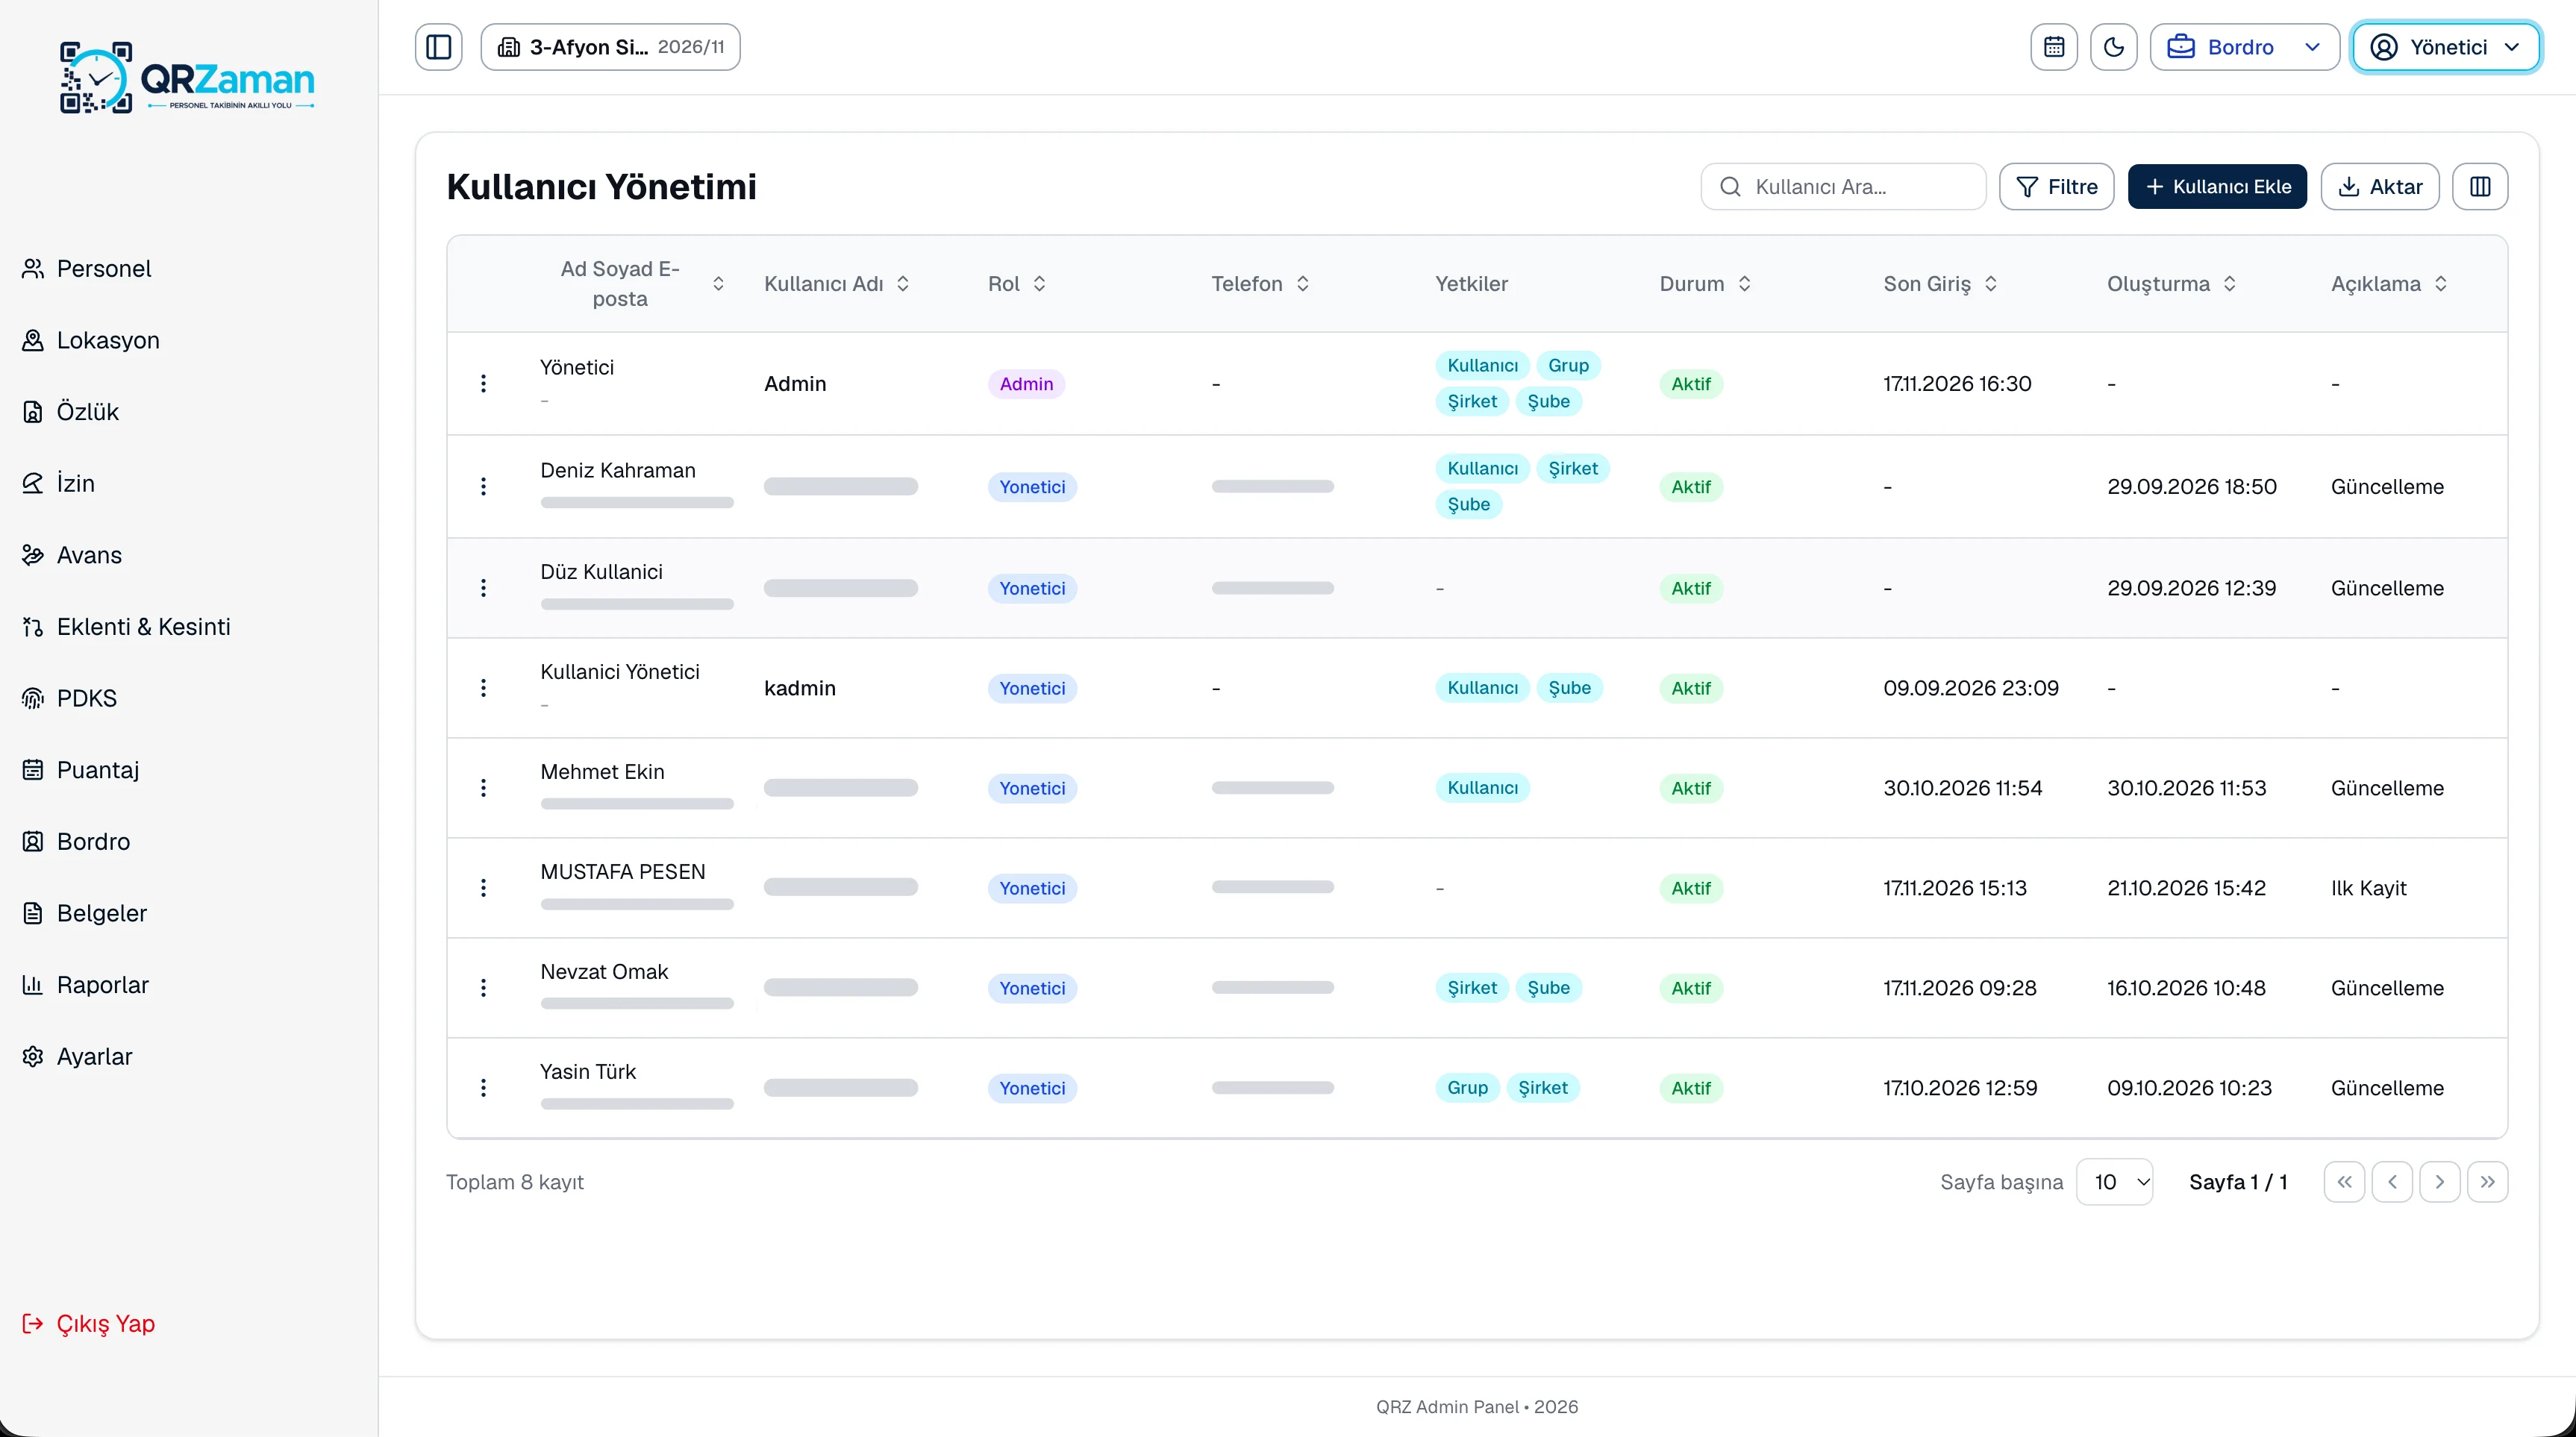 QRZaman
PERSONEL TAKİBİNİN AKILLI YOLU
3-Afyon Si... 2026/11
Bordro
Yönetici
Personel
Lokasyon
Özlük
İzin
Avans
Eklenti & Kesinti
PDKS
Puantaj
Bordro
Belgeler
Raporlar
Ayarlar
Çıkış Yap
Kullanıcı Yönetimi
Kullanıcı Ara...
Filtre
+ Kullanıcı Ekle
Aktar
Ad Soyad E-
posta
Kullanıcı Adı
Rol
Telefon
Yetkiler
Durum
Son Giriş
Oluşturma
Açıklama
Yönetici
-
Admin
Admin
-
Kullanıcı Grup
Şirket Şube
Aktif
17.11.2026 16:30
-
-
Deniz Kahraman
Yonetici
Kullanıcı Şirket
Şube
Aktif
-
29.09.2026 18:50
Güncelleme
Düz Kullanici
Yonetici
-
Aktif
-
29.09.2026 12:39
Güncelleme
Kullanici Yönetici
-
kadmin
Yonetici
-
Kullanıcı Şube
Aktif
09.09.2026 23:09
-
-
Mehmet Ekin
Yonetici
Kullanıcı
Aktif
30.10.2026 11:54
30.10.2026 11:53
Güncelleme
MUSTAFA PESEN
Yonetici
-
Aktif
17.11.2026 15:13
21.10.2026 15:42
Ilk Kayit
Nevzat Omak
Yonetici
Şirket Şube
Aktif
17.11.2026 09:28
16.10.2026 10:48
Güncelleme
Yasin Türk
Yonetici
Grup Şirket
Aktif
17.10.2026 12:59
09.10.2026 10:23
Güncelleme
Toplam 8 kayıt
Sayfa başına 10
Sayfa 1 / 1
QRZ Admin Panel • 2026